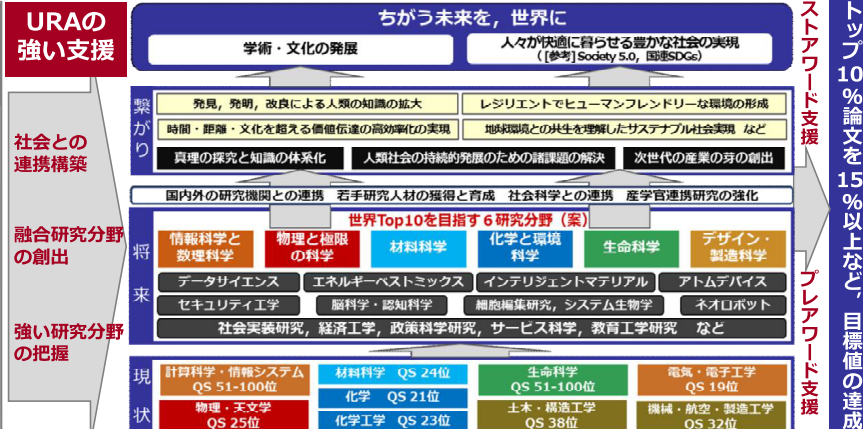 URAの
強い支援
社会との
連携構築
融合研究分野
の創出
強い研究分野
の把握
ちがう未来を，世界に
学術・文化の発展
人々が快適に暮らせる豊かな社会の実現
（[参考] Society 5.0，国連SDGs）
繋がり
発見，発明，改良による人類の知識の拡大
レジリエントでヒューマンフレンドリーな環境の形成
時間・距離・文化を超える価値伝達の高効率化の実現
地球環境との共生を理解したサステナブル社会実現 など
真理の探究と知識の体系化
人類社会の持続的発展のための諸課題の解決
次世代の産業の芽の創出
国内外の研究機関との連携　若手研究人材の獲得と育成　社会科学との連携　産学官連携研究の強化
将来
世界Top10を目指す６研究分野（案）
情報科学と
数理科学
物理と極限
の科学
材料科学
化学と環境
科学
生命科学
デザイン・
製造科学
データサイエンス
エネルギーベストミックス
インテリジェントマテリアル
アトムデバイス
セキュリティ工学
脳科学・認知科学
細胞編集研究，システム生物学
ネオロボット
社会実装研究，経済工学，政策科学研究，サービス科学，教育工学研究　など
現状
計算科学・情報システム
QS 51-100位
物理・天文学
QS 25位
材料科学　QS 24位
化学　QS 21位
化学工学　QS 23位
生命科学
QS 51-100位
土木・構造工学
QS 38位
電気・電子工学
QS 19位
機械・航空・製造工学
QS 32位
ストアワード支援
プレアワード支援
トップ10％論文を15％以上など，目標値の達成